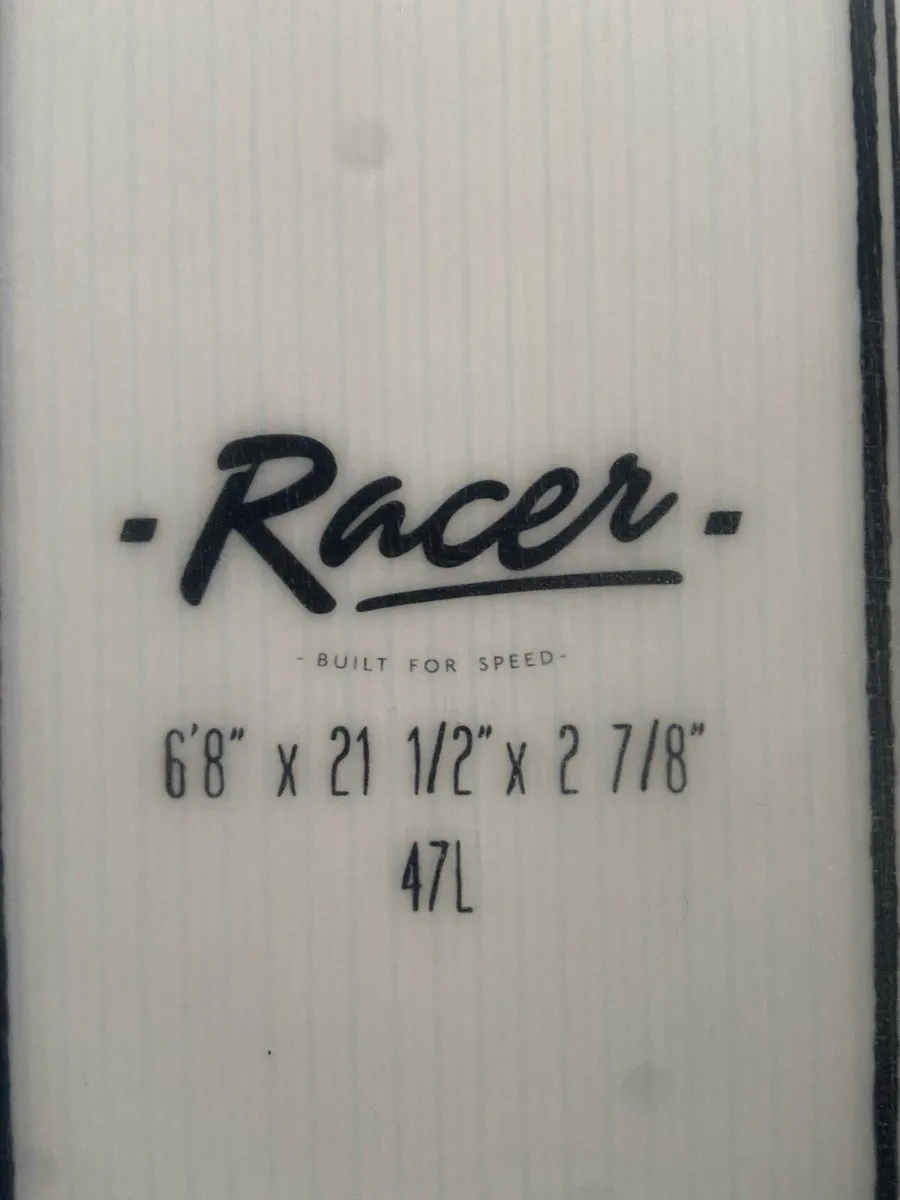 - Racer -
- BUILT FOR SPEED -
6'8" x 21 1/2" x 2 7/8"
47L